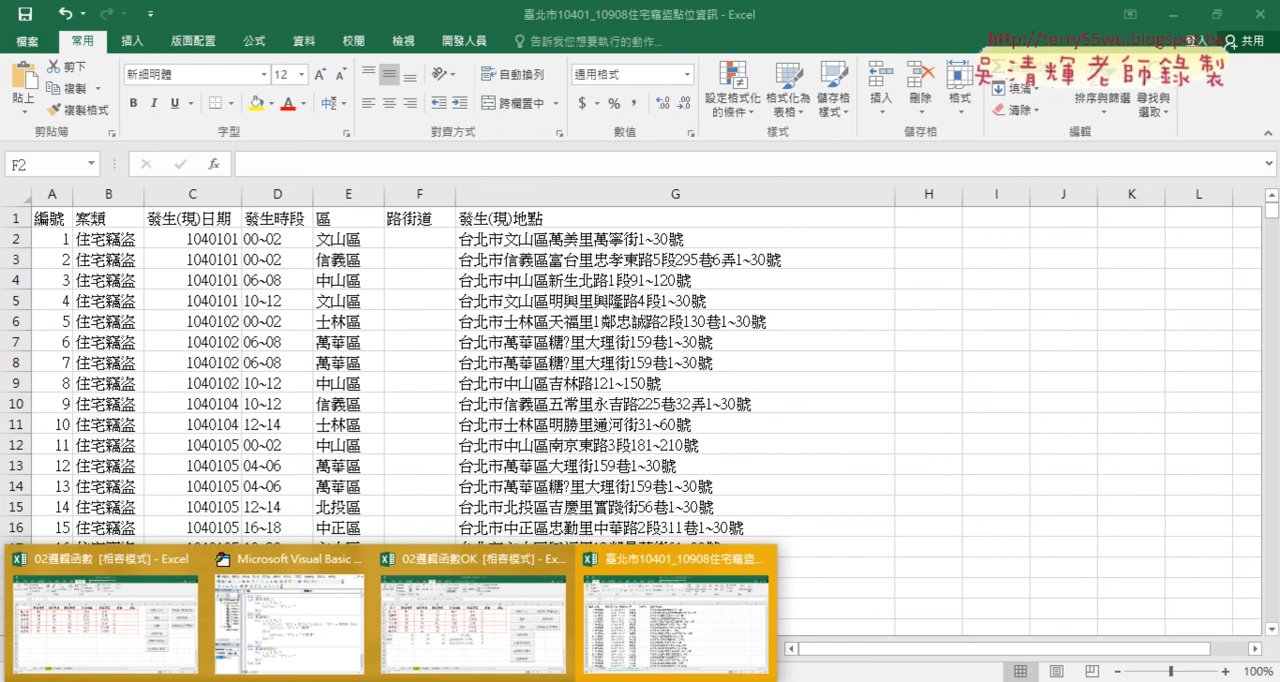 臺北市10401_10908住宅竊盜點位資訊 - Excel
檔案 常用 插入 版面配置 公式 資料 校閱 檢視 開發人員 告訴我您想要執行的動作... 登入 共用
http://terry55wu.blogspot.tw
吳清輝老師錄製
貼上 剪下 複製 複製格式
新細明體 12 自動換列 跨欄置中 通用格式
B I U $ % ,
設定格式化的條件 格式化為表格 儲存格樣式 插入 刪除 格式 填滿 清除 排序與篩選 尋找與選取
剪貼簿 字型 對齊方式 數值 樣式 儲存格 編輯
F2 fx
A B C D E F G H I J K L
1 編號 案類 發生(現)日期 發生時段 區 路街道 發生(現)地點
2 1 住宅竊盜 1040101 00~02 文山區 台北市文山區萬美里萬寧街1~30號
3 2 住宅竊盜 1040101 00~02 信義區 台北市信義區富台里忠孝東路5段295巷6弄1~30號
4 3 住宅竊盜 1040101 06~08 中山區 台北市中山區新生北路1段91~120號
5 4 住宅竊盜 1040101 10~12 文山區 台北市文山區明興里興隆路4段1~30號
6 5 住宅竊盜 1040102 00~02 士林區 台北市士林區天福里1鄰忠誠路2段130巷1~30號
7 6 住宅竊盜 1040102 06~08 萬華區 台北市萬華區糖?里大理街159巷1~30號
8 7 住宅竊盜 1040102 06~08 萬華區 台北市萬華區糖?里大理街159巷1~30號
9 8 住宅竊盜 1040102 10~12 中山區 台北市中山區吉林路121~150號
10 9 住宅竊盜 1040104 10~12 信義區 台北市信義區五常里永吉路225巷32弄1~30號
11 10 住宅竊盜 1040104 12~14 士林區 台北市士林區明勝里通河街31~60號
12 11 住宅竊盜 1040105 00~02 中山區 台北市中山區南京東路3段181~210號
13 12 住宅竊盜 1040105 04~06 萬華區 台北市萬華區大理街159巷1~30號
14 13 住宅竊盜 1040105 04~06 萬華區 台北市萬華區糖?里大理街159巷1~30號
15 14 住宅竊盜 1040105 12~14 北投區 台北市北投區吉慶里實踐街56巷1~30號
16 15 住宅竊盜 1040105 16~18 中正區 台北市中正區忠勤里中華路2段311巷1~30號
02邏輯函數 [相容模式] - Excel
Microsoft Visual Basic ...
02邏輯函數OK [相容模式] - Ex...
臺北市10401_10908住宅竊盜...
100%